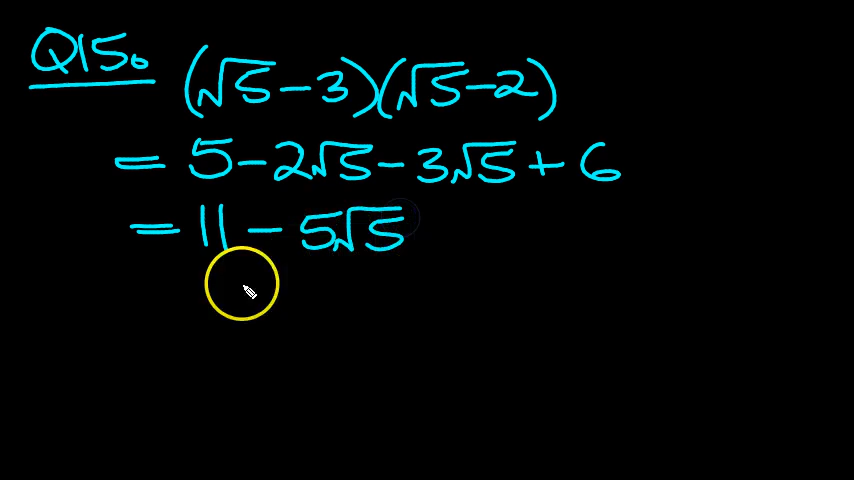 Q15. (√5-3)(√5-2)
= 5-2√5-3√5+6
= 11-5√5